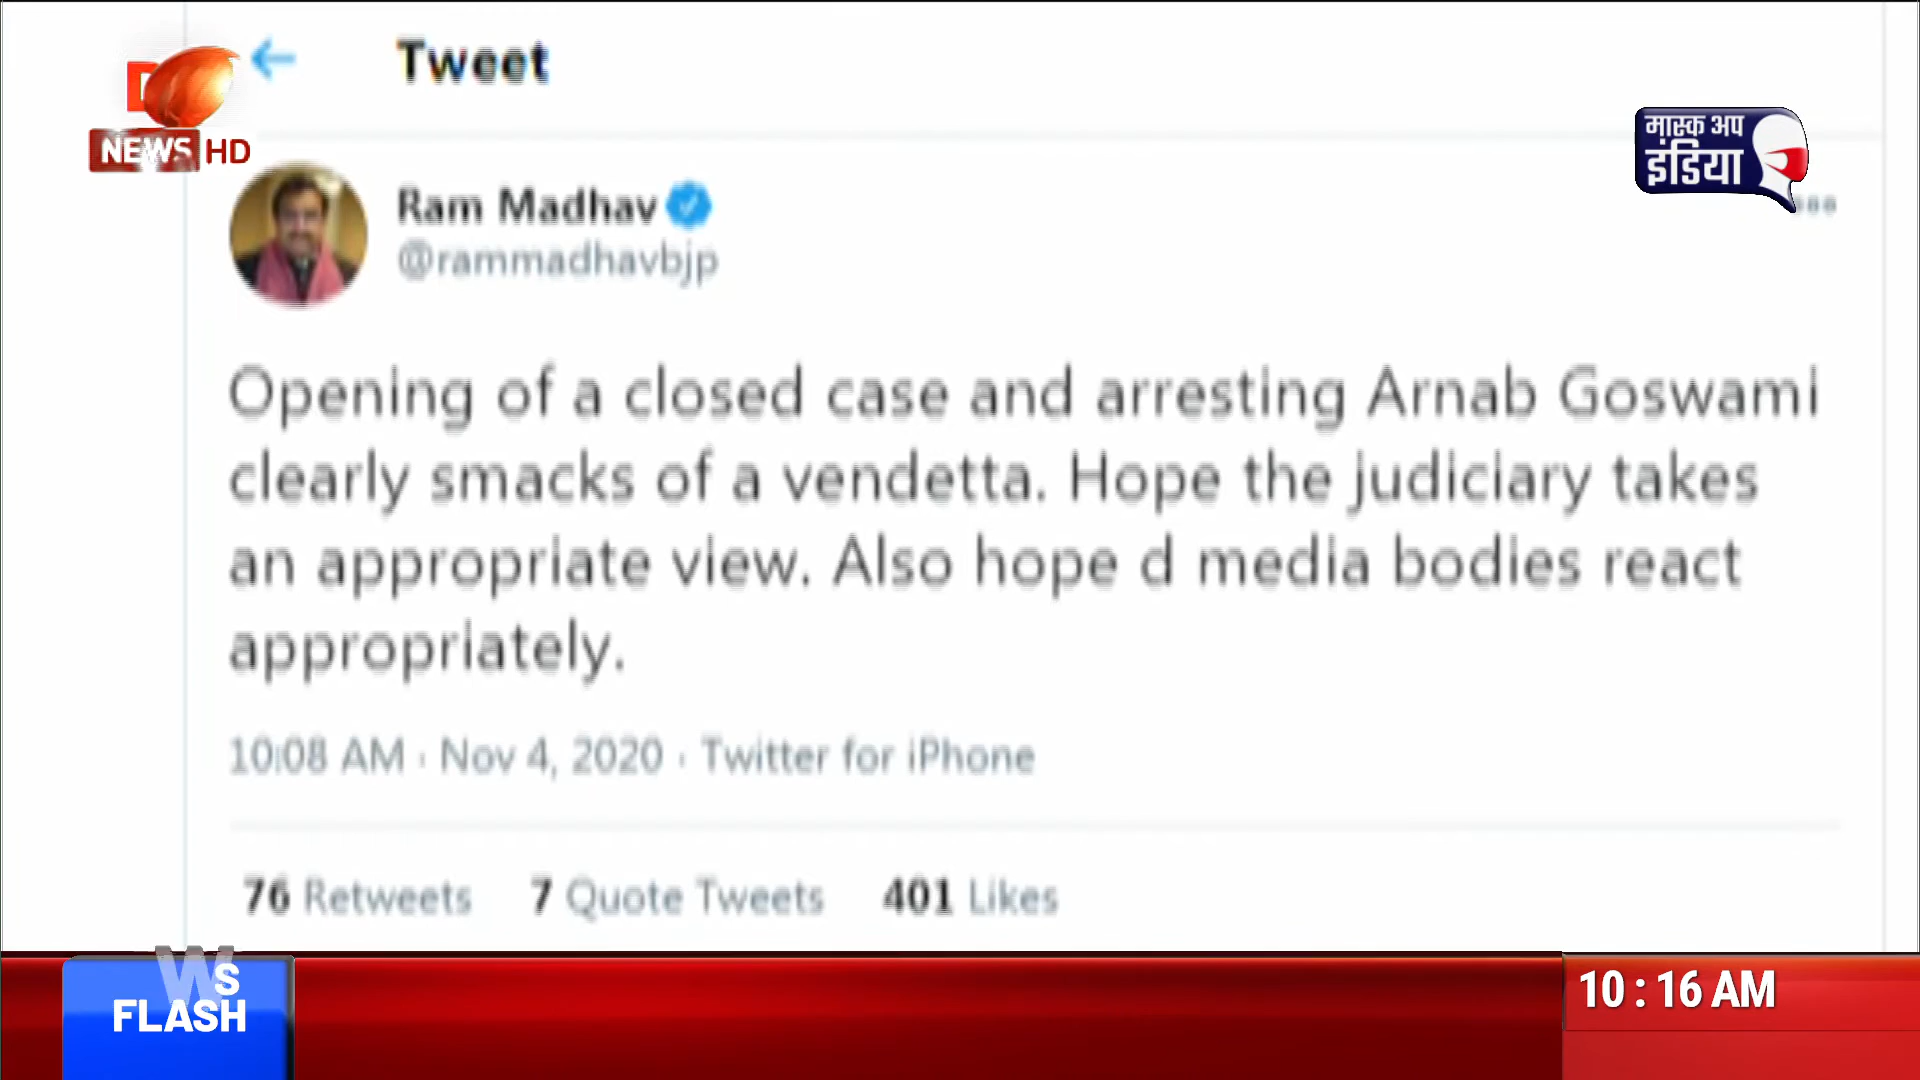 Tweet
D
NEWS HD
मास्क अप
इंडिया
Ram Madhav
@rammadhavbjp
Opening of a closed case and arresting Arnab Goswami
clearly smacks of a vendetta. Hope the judiciary takes
an appropriate view. Also hope d media bodies react
appropriately.
10:08 AM · Nov 4, 2020 · Twitter for iPhone
76 Retweets 7 Quote Tweets 401 Likes
WS
FLASH
10 : 16 AM